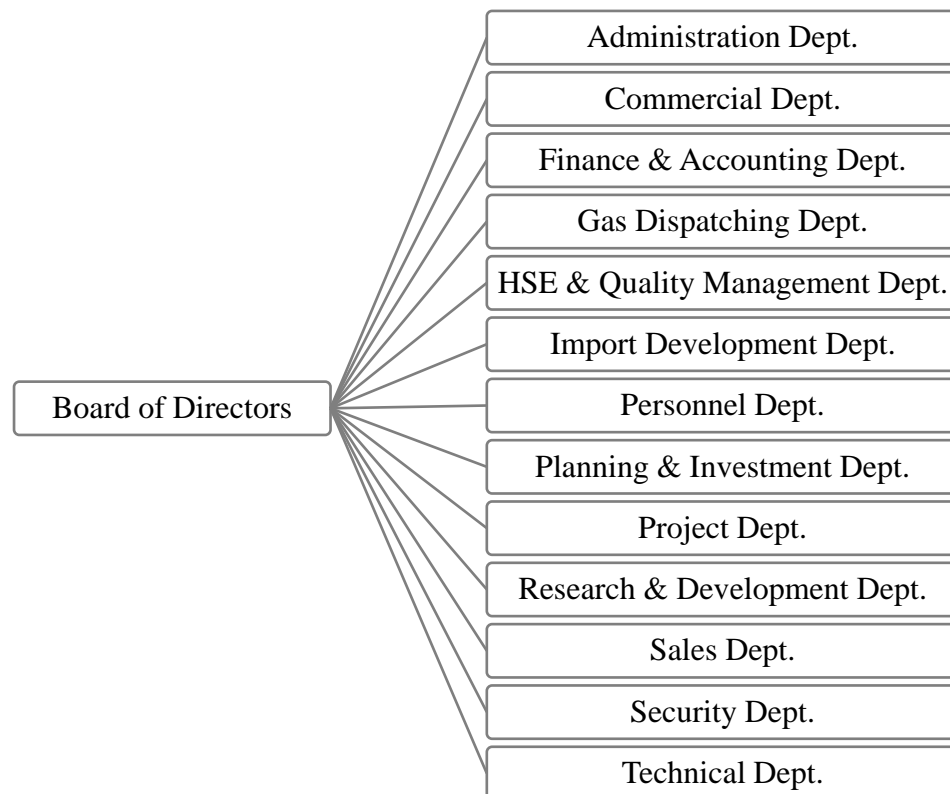 Administration Dept.
Commercial Dept.
Finance & Accounting Dept.
Gas Dispatching Dept.
HSE & Quality Management Dept.
Import Development Dept.
Board of Directors
Personnel Dept.
Planning & Investment Dept.
Project Dept.
Research & Development Dept.
Sales Dept.
Security Dept.
Technical Dept.